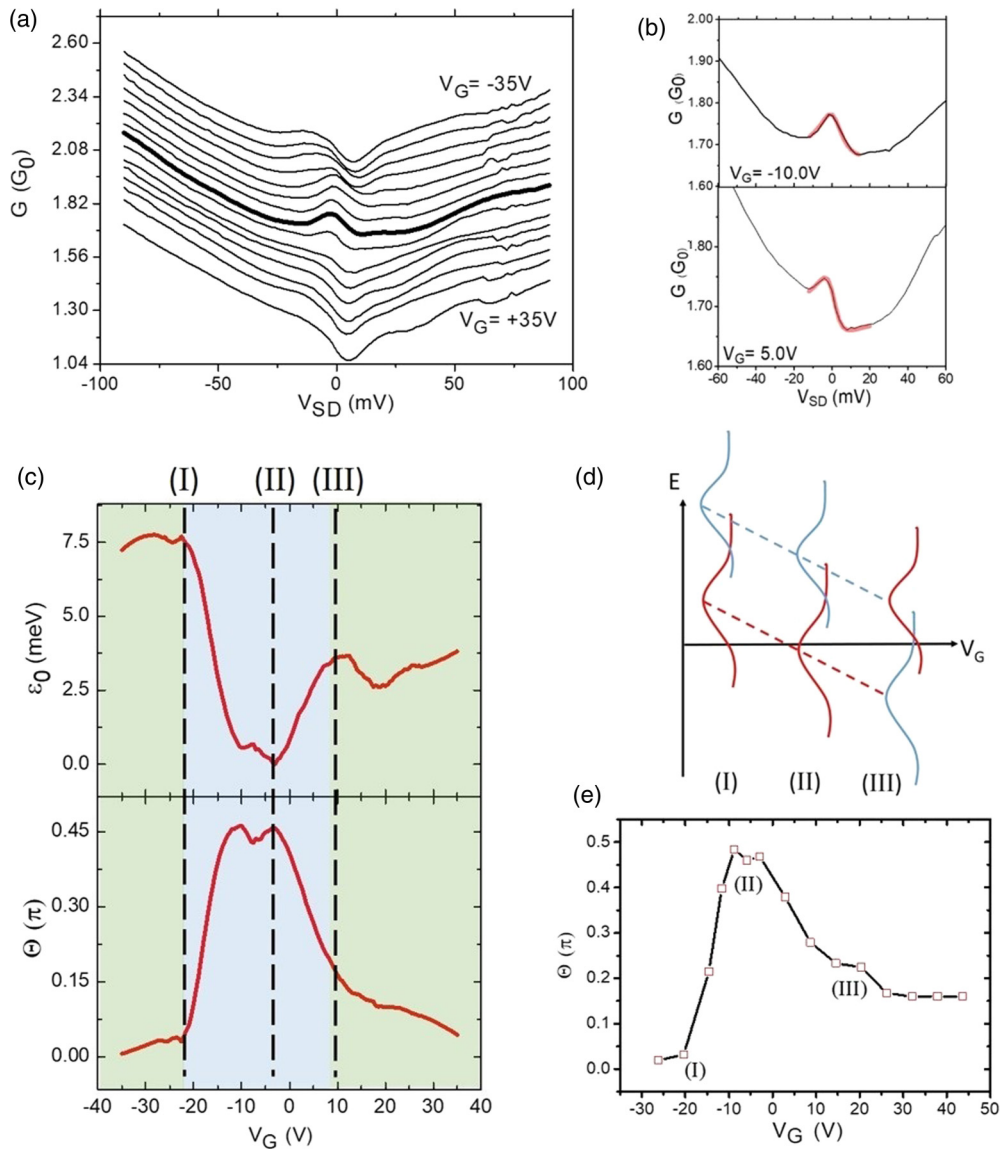 (a)
2.60
2.34
2.08
1.82
1.56
1.30
1.04
G (G0)
VG= -35V
VG= +35V
-100 -50 0 50 100
VSD (mV)
(b)
2.00
1.90
1.80
1.70
1.60
G (G0)
VG= -10.0V
1.80
1.70
1.60
G (G0)
VG= 5.0V
-60 -40 -20 0 20 40 60
VSD (mV)
(c)
(I) (II) (III)
7.5
5.0
2.5
0.0
ε0 (meV)
0.45
0.30
0.15
0.00
Θ (π)
-40 -30 -20 -10 0 10 20 30 40
VG (V)
(d)
E
VG
(I) (II) (III)
(e)
0.5
0.4
0.3
0.2
0.1
0.0
Θ (π)
(I)
(II)
(III)
-30 -20 -10 0 10 20 30 40 50
VG (V)